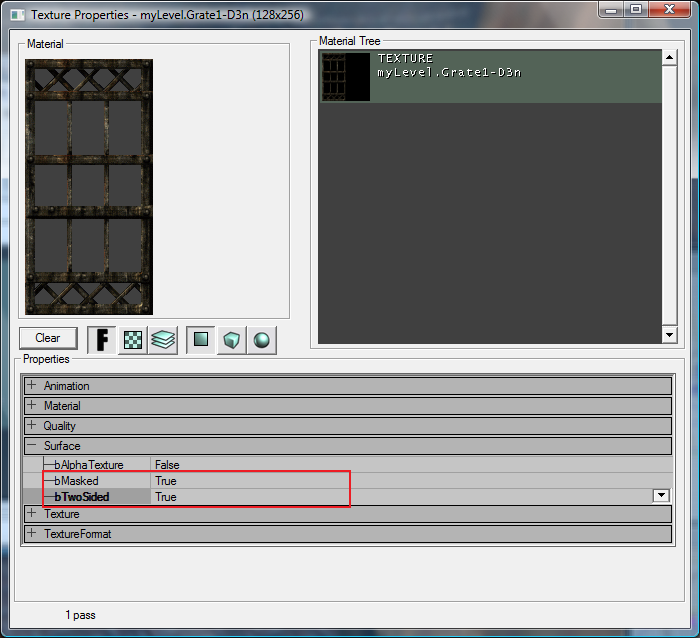 Texture Properties - myLevel.Grate1-D3n (128x256)
Material
Material Tree
TEXTURE
myLevel.Grate1-D3n
Clear
F
Properties
Animation
Material
Quality
Surface
bAlphaTexture False
bMasked True
bTwoSided True
Texture
TextureFormat
1 pass